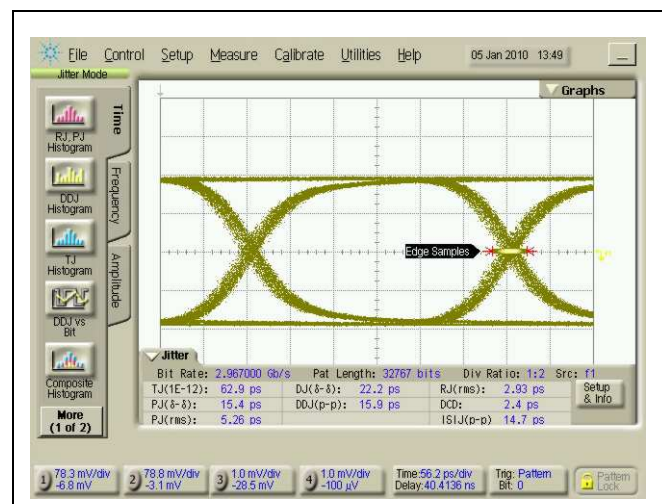 File Control Setup Measure Calibrate Utilities Help 05 Jan 2010 13:49
Jitter Mode
Graphs
Time
Frequency
Amplitude
RJ, PJ
Histogram
DDJ
Histogram
TJ
Histogram
DDJ vs
Bit
Composite
Histogram
More
(1 of 2)
Edge Samples
Jitter
Bit Rate: 2.967000 Gb/s Pat Length: 32767 bits Div Ratio: 1:2 Src: f1
TJ(1E-12): 62.9 ps DJ(δ-δ): 22.2 ps RJ(rms): 2.93 ps
PJ(δ-δ): 15.4 ps DDJ(p-p): 15.9 ps DCD: 2.4 ps
PJ(rms): 5.26 ps ISI(p-p) 14.7 ps
Setup
& Info
1) 78.3 mV/div
-6.8 mV
2) 78.8 mV/div
-3.1 mV
3) 1.0 mV/div
-28.5 mV
4) 1.0 mV/div
-100 µV
Time:56.2 ps/div
Delay:40.4136 ns
Trig: Pattern
Bit: 0
Pattern
Lock